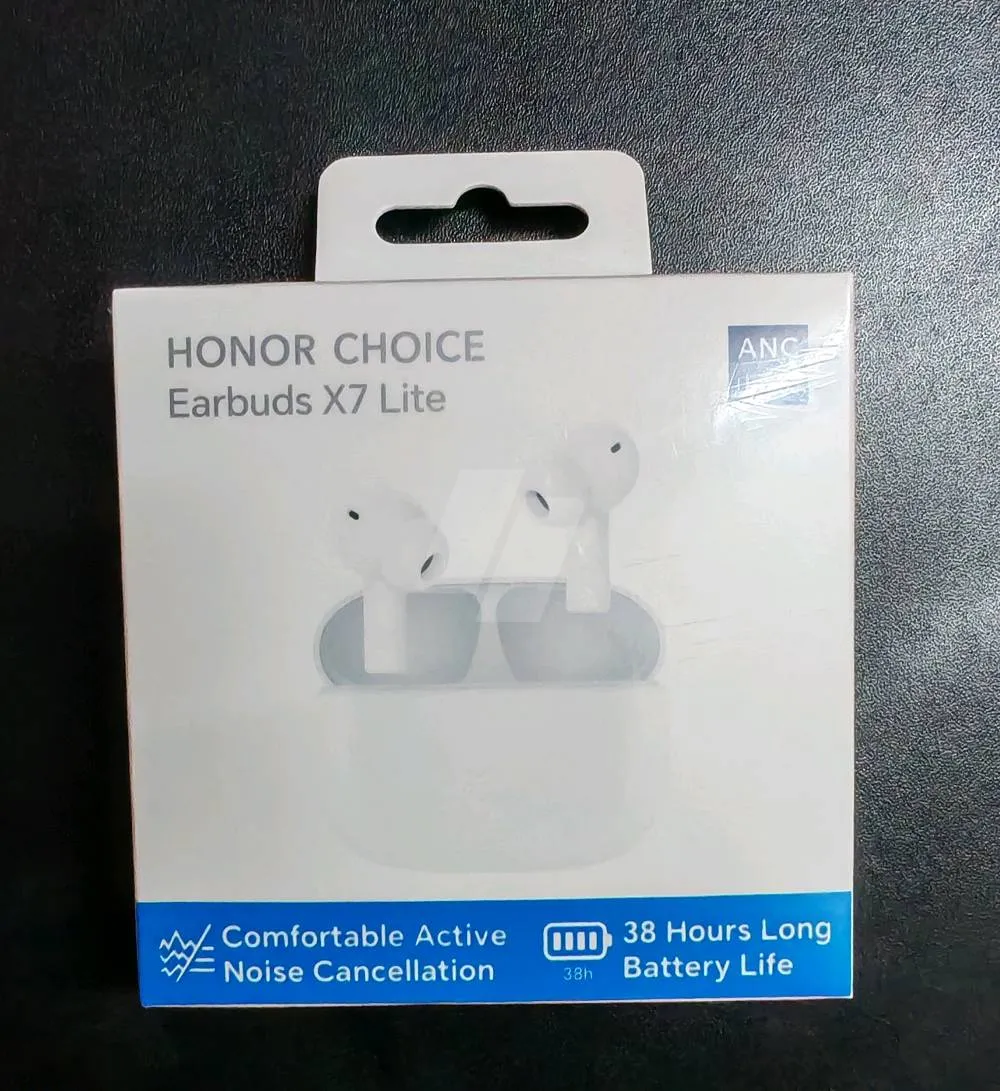 HONOR CHOICE
Earbuds X7 Lite
ANC
Comfortable Active
Noise Cancellation
38h
38 Hours Long
Battery Life